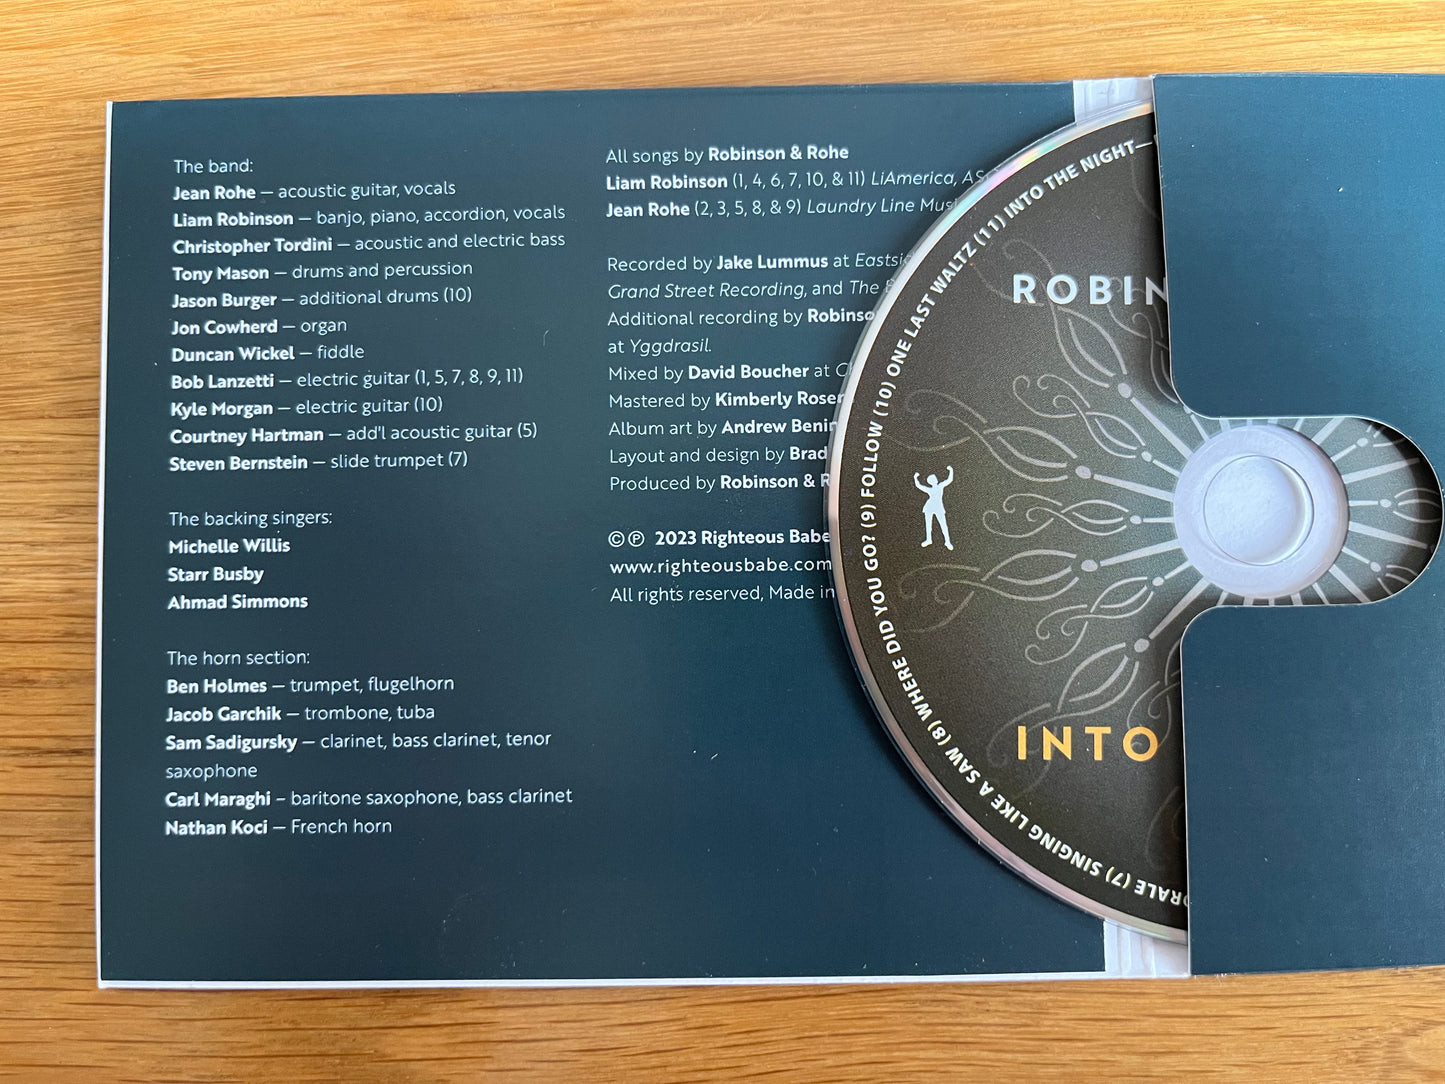 The band:
Jean Rohe – acoustic guitar, vocals
Liam Robinson – banjo, piano, accordion, vocals
Christopher Tordini – acoustic and electric bass
Tony Mason – drums and percussion
Jason Burger – additional drums (10)
Jon Cowherd – organ
Duncan Wickel – fiddle
Bob Lanzetti – electric guitar (1, 5, 7, 8, 9, 11)
Kyle Morgan – electric guitar (10)
Courtney Hartman – add'l acoustic guitar (5)
Steven Bernstein – slide trumpet (7)
The backing singers:
Michelle Willis
Starr Busby
Ahmad Simmons
The horn section:
Ben Holmes – trumpet, flugelhorn
Jacob Garchik – trombone, tuba
Sam Sadigursky – clarinet, bass clarinet, tenor
saxophone
Carl Maraghi – baritone saxophone, bass clarinet
Nathan Koci – French horn
All songs by Robinson & Rohe
Liam Robinson (1, 4, 6, 7, 10, & 11) LiAmerica,
Jean Rohe (2, 3, 5, 8, & 9) Laundry Line
Recorded by Jake Lummus at
Grand Street Recording, and The
Additional recording by
at Yggdrasil.
Mixed by David Boucher at
Mastered by Kimberly
Album art by Andrew
Layout and design by Brad
Produced by Robinson &
©℗ 2023 Righteous Babe
www.righteousbabe.com
All rights reserved, Made in
ROBIN
INTO
(7) SINGING LIKE A SAW (8) WHERE DID YOU GO? (9) FOLLOW (10) ONE LAST WALTZ (11) INTO THE NIGHT—